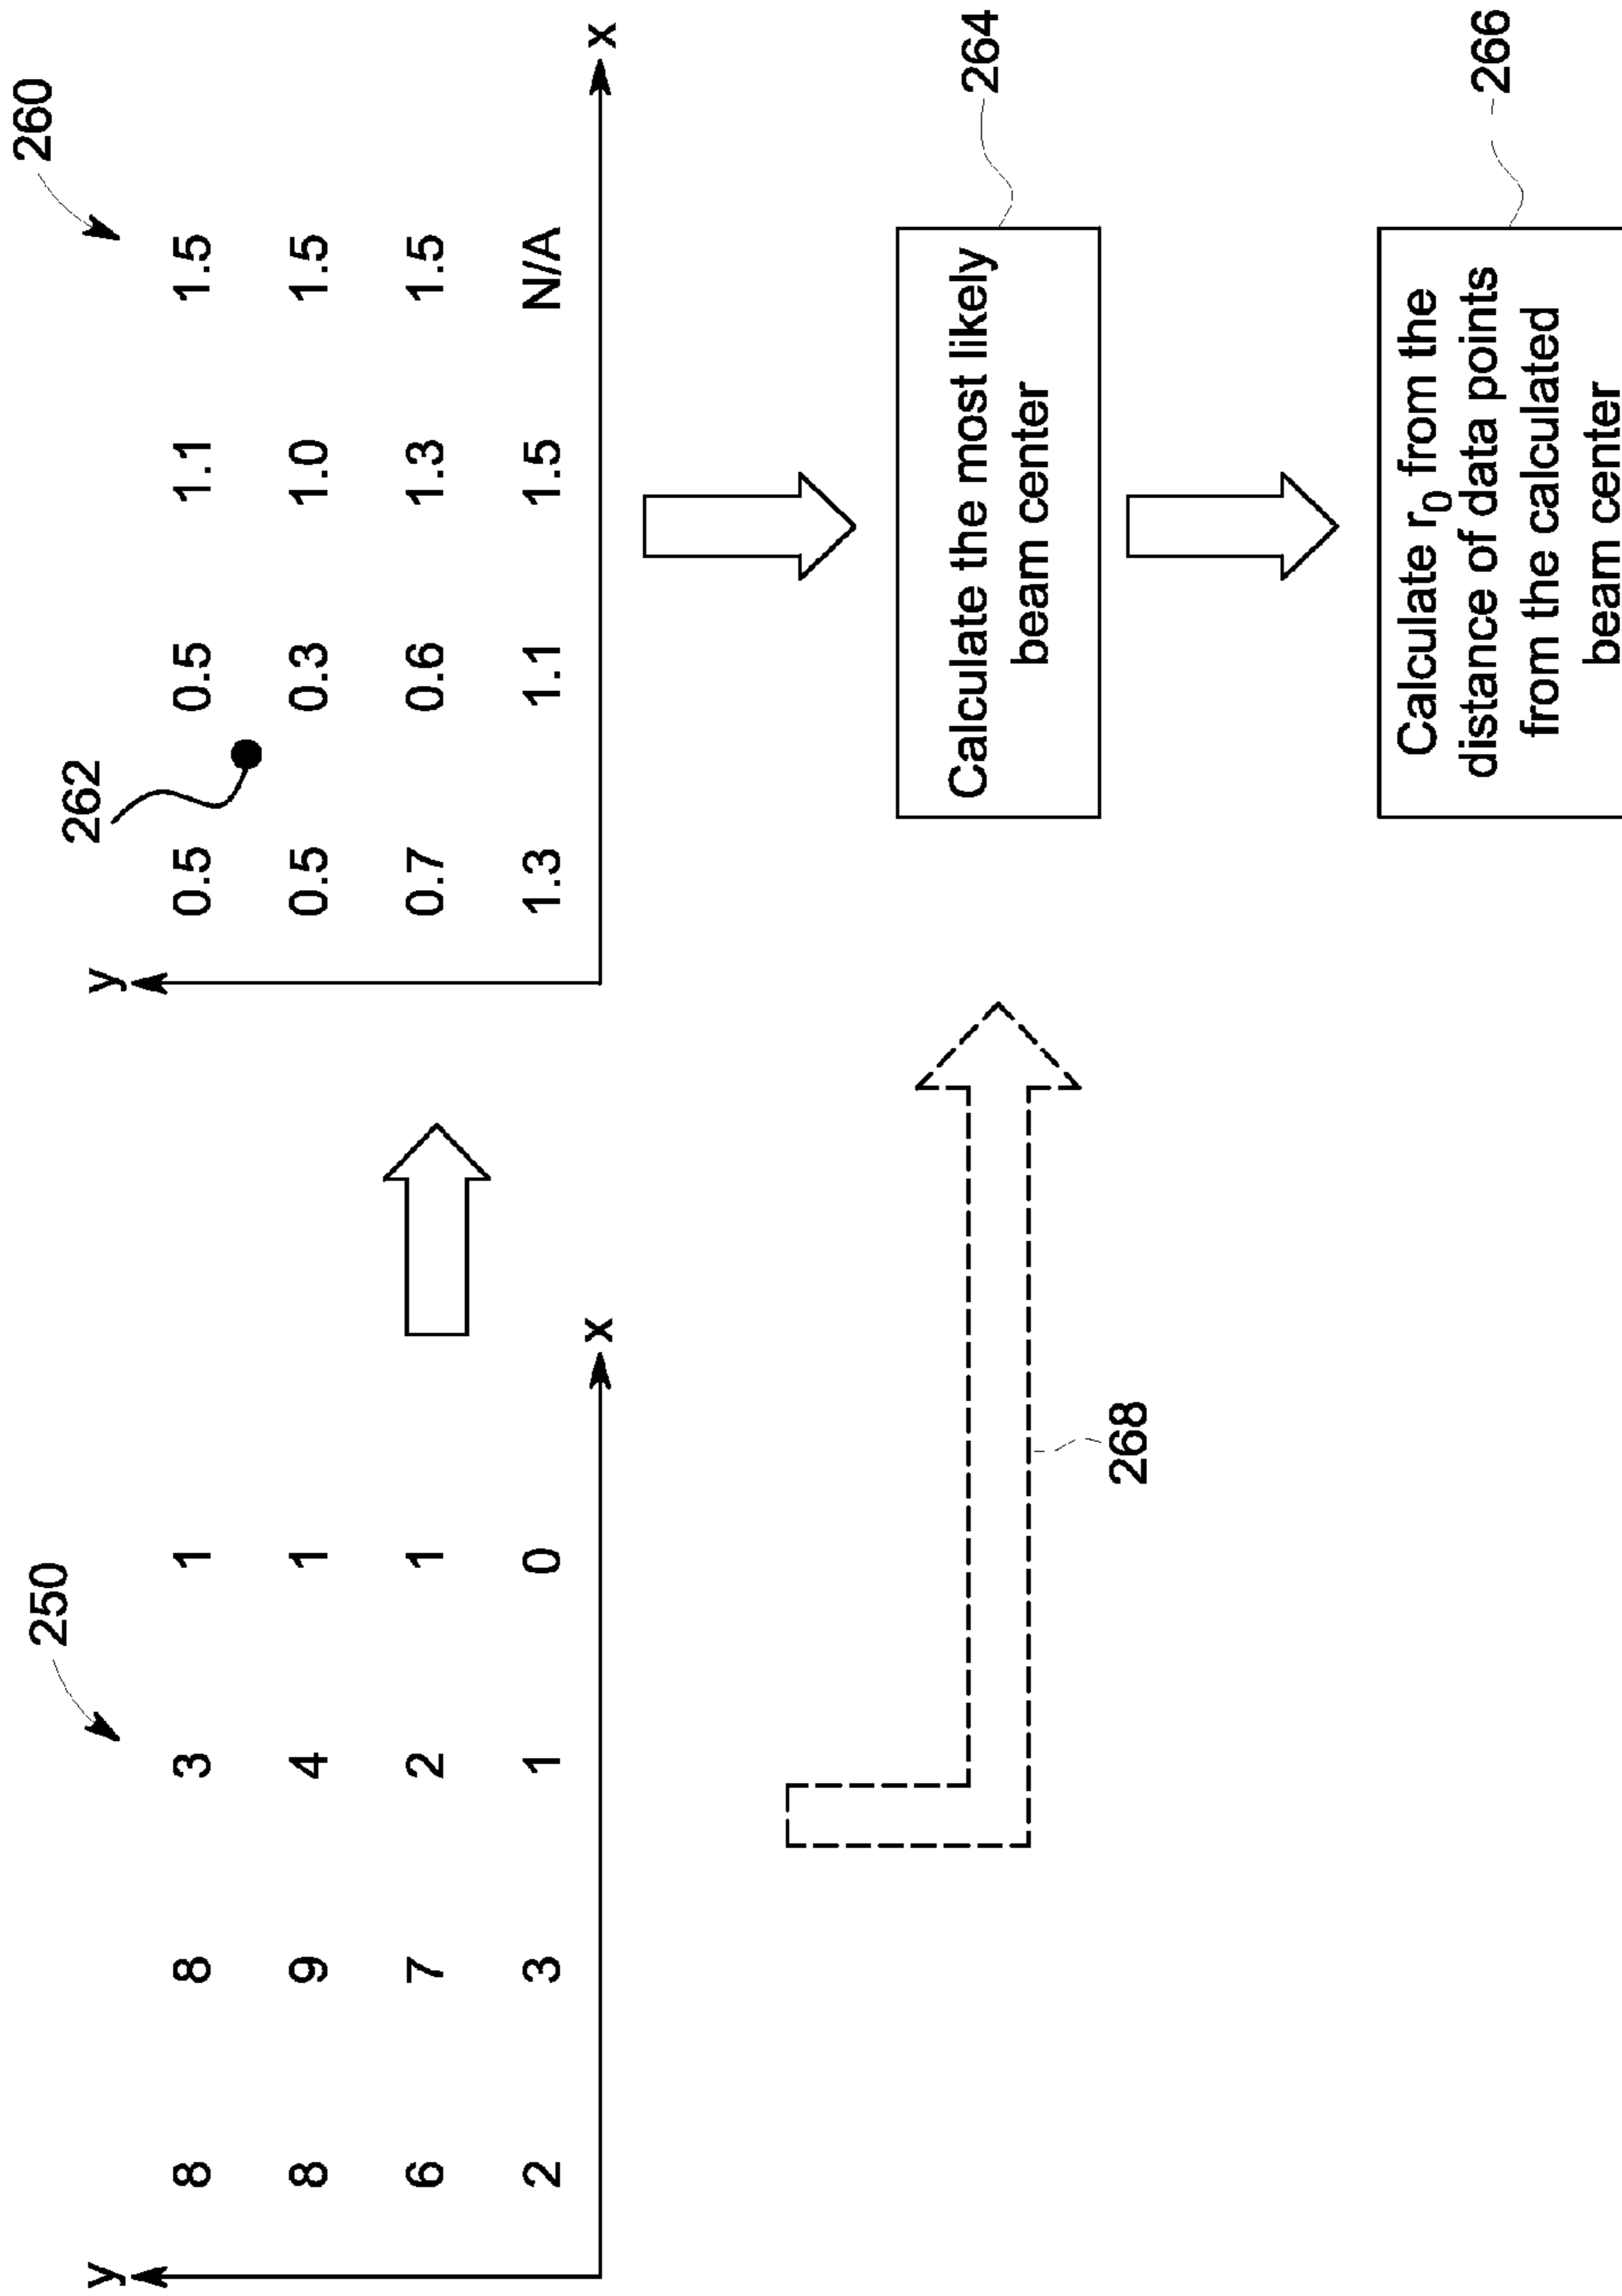 250
y
8 8 3 1
8 9 4 1
6 7 2 1
2 3 1 0
x
260
262
y
0.5 0.5 1.1 1.5
0.5 0.3 1.0 1.5
0.7 0.6 1.3 1.5
1.3 1.1 1.5 N/A
x
268
Calculate the most likely
beam center
264
Calculate r0 from the
distance of data points
from the calculated
beam center
266